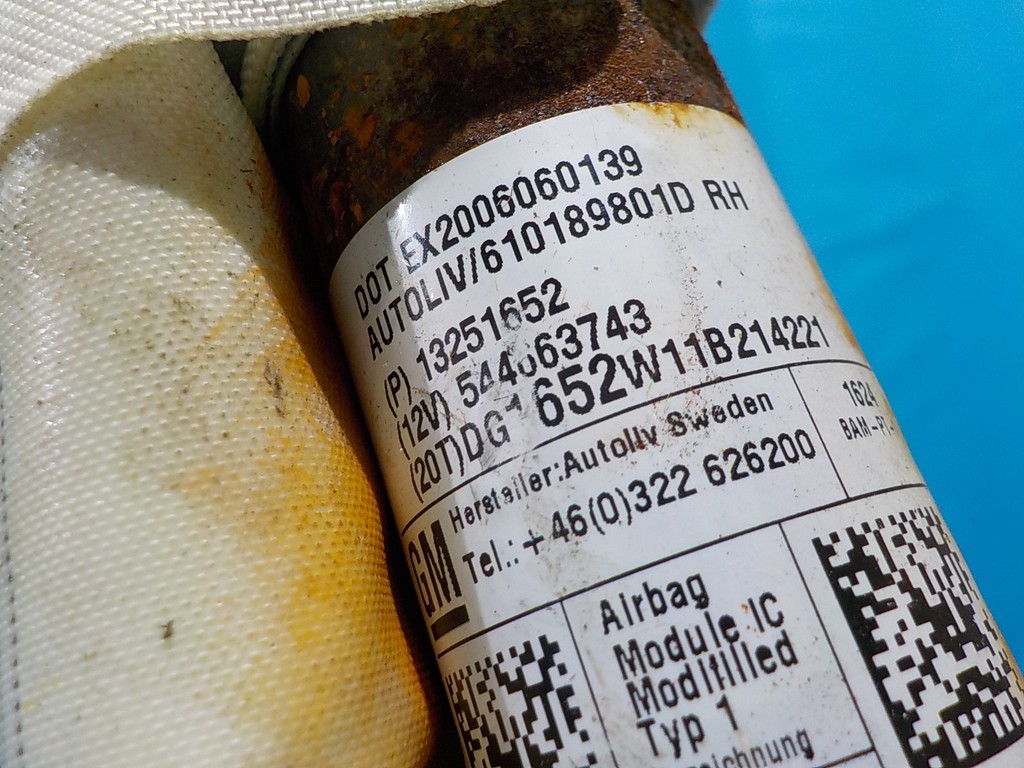 DOT EX2006060139
AUTOLIV/610189801D RH
(P) 13251652
(12V) 544663743
(20T)DG1652W11B214221
GM
Hersteller:Autoliv Sweden
Tel.: +46(0)322 626200
1624
Airbag
Module IC
Modifilled
Typ 1